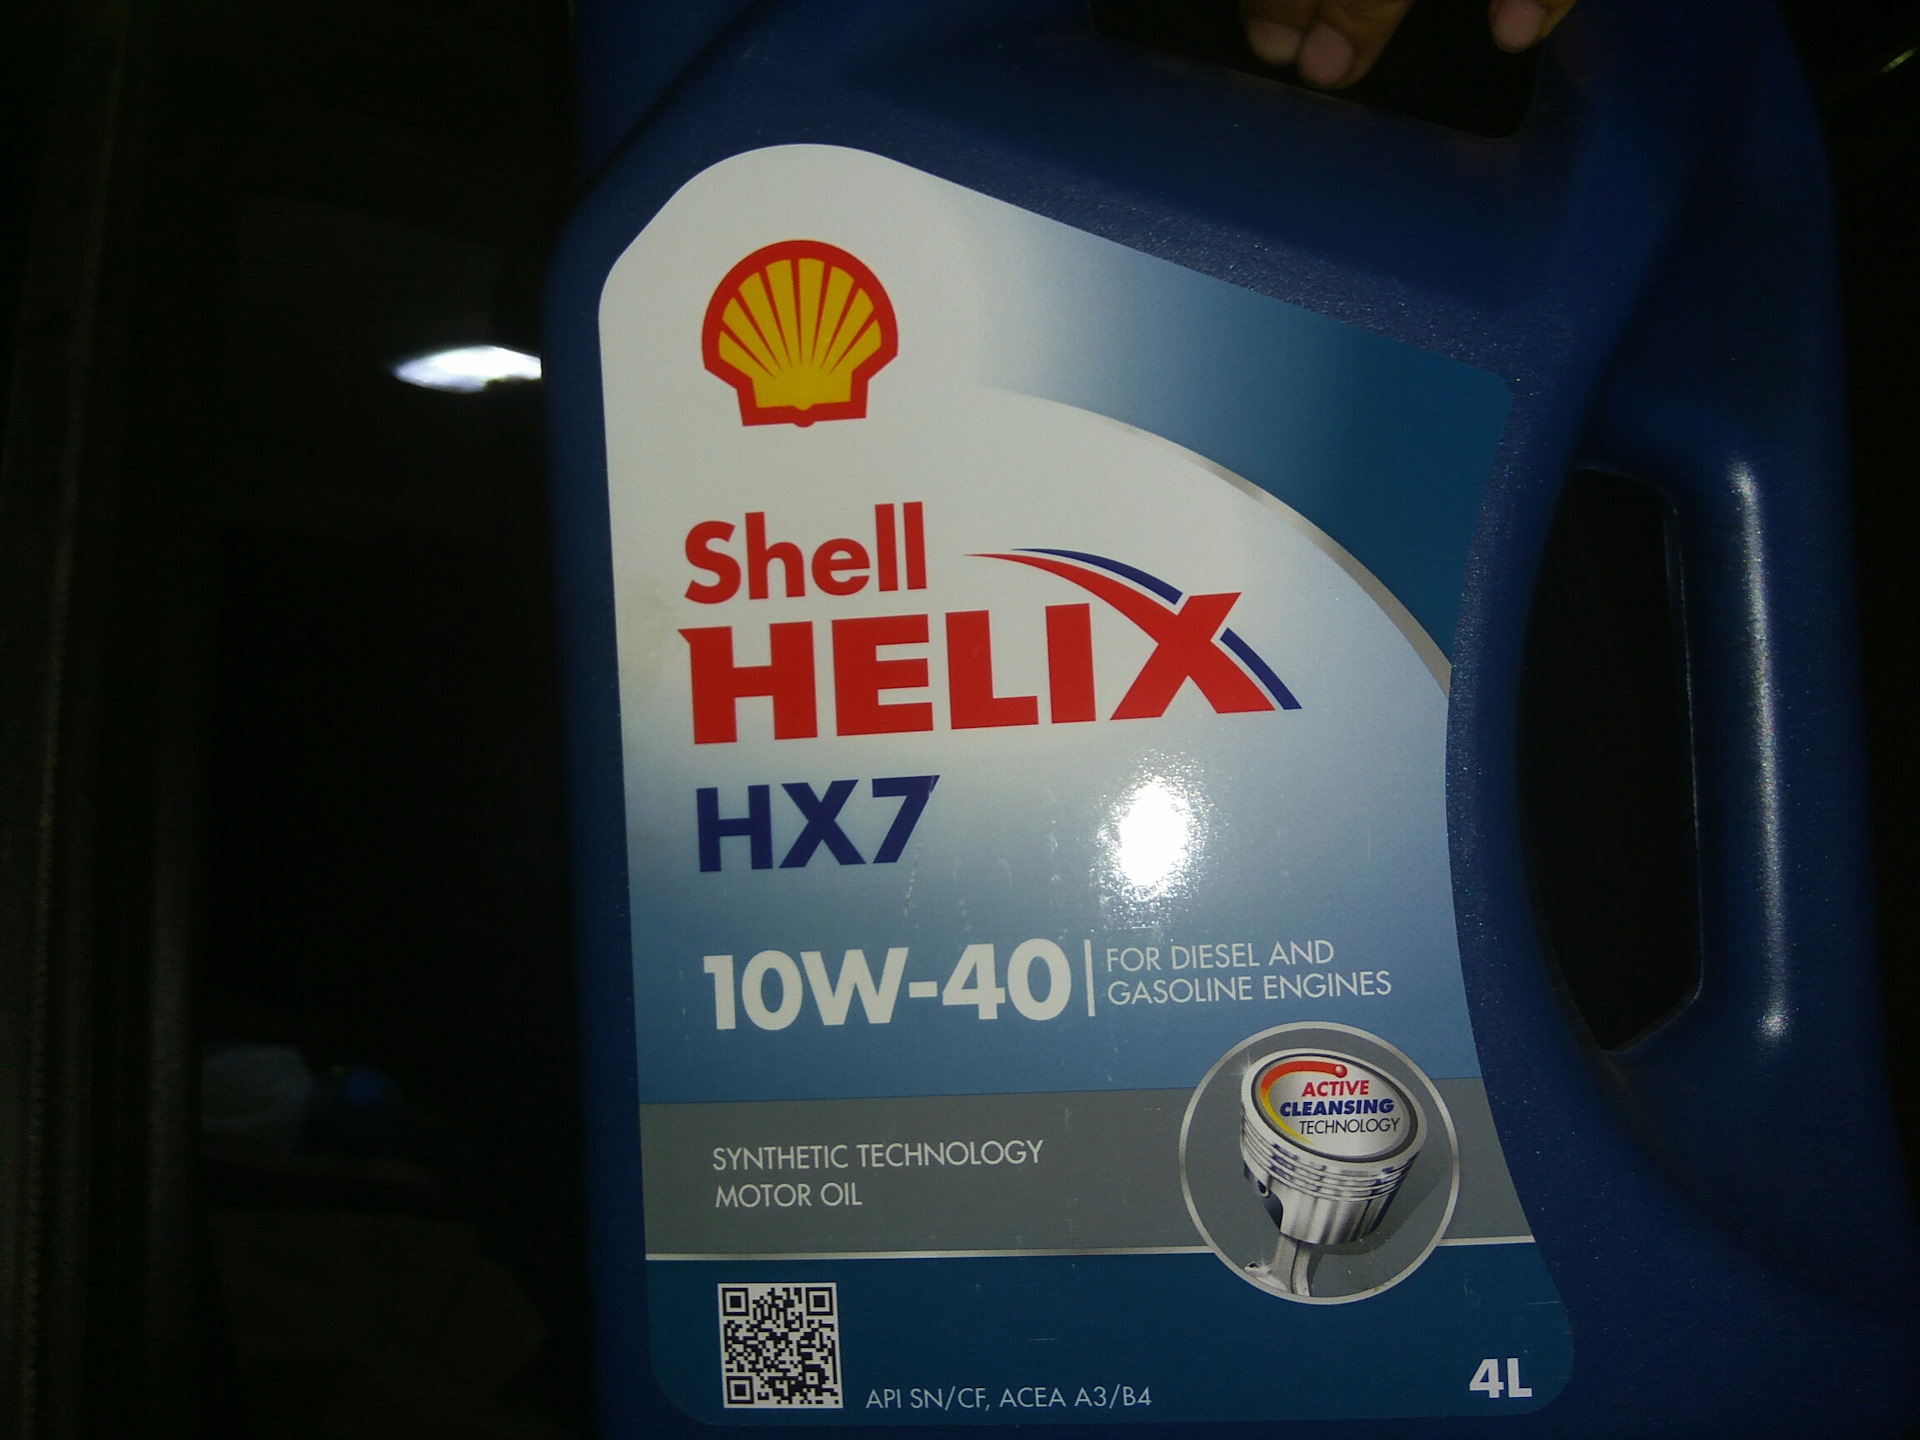 Shell
HELIX
HX7
10W-40
FOR DIESEL AND
GASOLINE ENGINES
ACTIVE
CLEANSING
TECHNOLOGY
SYNTHETIC TECHNOLOGY
MOTOR OIL
API SN/CF, ACEA A3/B4
4L